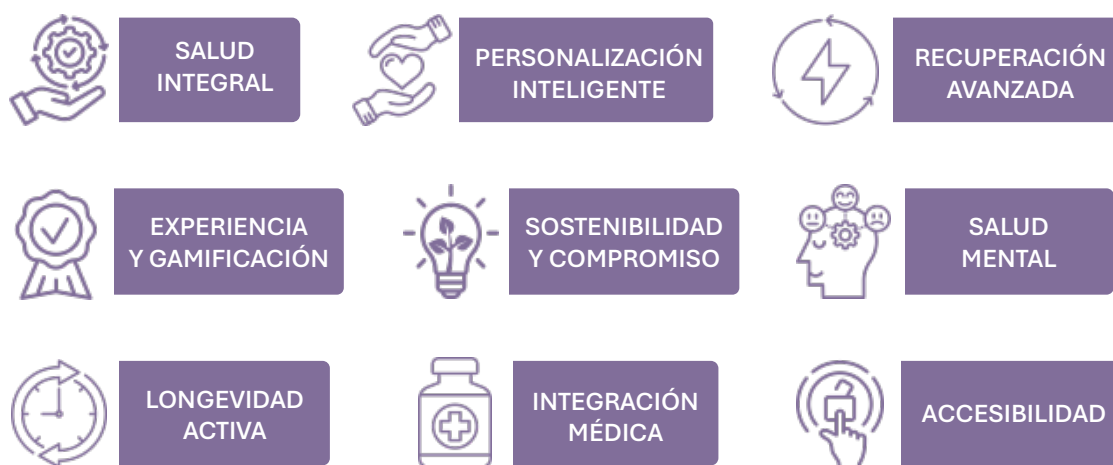 SALUD
INTEGRAL
PERSONALIZACIÓN
INTELIGENTE
RECUPERACIÓN
AVANZADA
EXPERIENCIA
Y GAMIFICACIÓN
SOSTENIBILIDAD
Y COMPROMISO
SALUD
MENTAL
LONGEVIDAD
ACTIVA
INTEGRACIÓN
MÉDICA
ACCESIBILIDAD